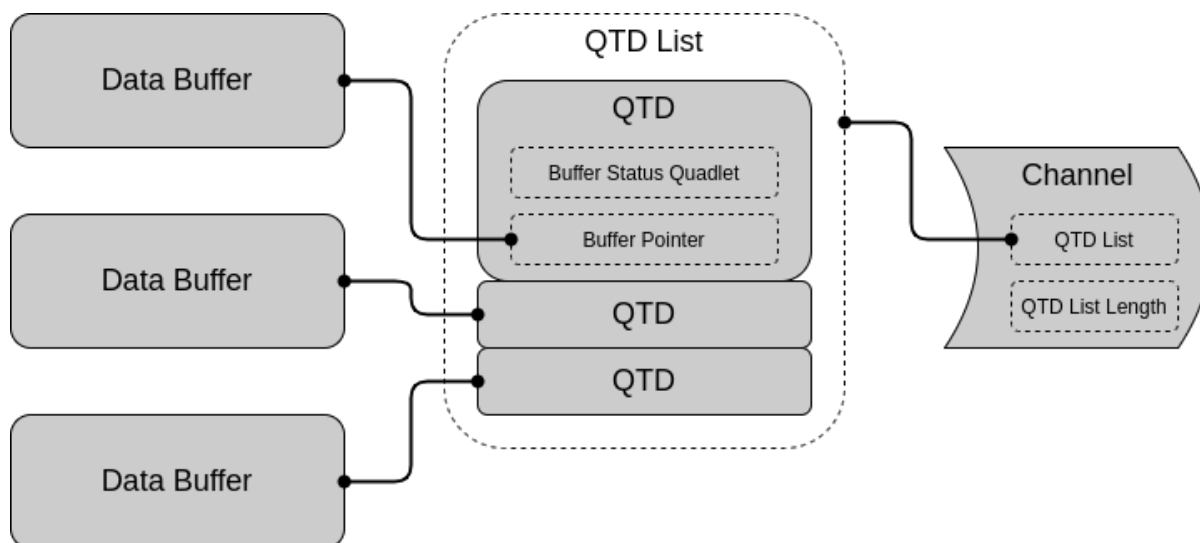 Data Buffer
Data Buffer
Data Buffer
QTD List
QTD
Buffer Status Quadlet
Buffer Pointer
QTD
QTD
Channel
QTD List
QTD List Length